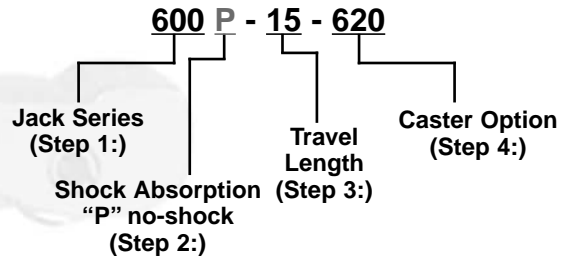 600 P - 15 - 620
Jack Series
(Step 1:)
Shock Absorption
“P” no-shock
(Step 2:)
Travel
Length
(Step 3:)
Caster Option
(Step 4:)